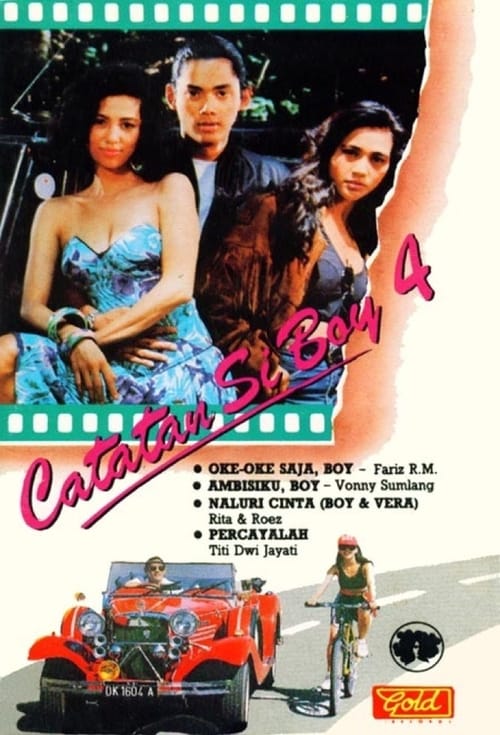 Catatan Si Boy 4
● OKE-OKE SAJA, BOY – Fariz R.M.
● AMBISIKU, BOY – Vonny Sumlang
● NALURI CINTA (BOY & VERA)
Rita & Roez
● PERCAYALAH
Titi Dwi Jayati
DK 1604 A
Gold
RECORDS